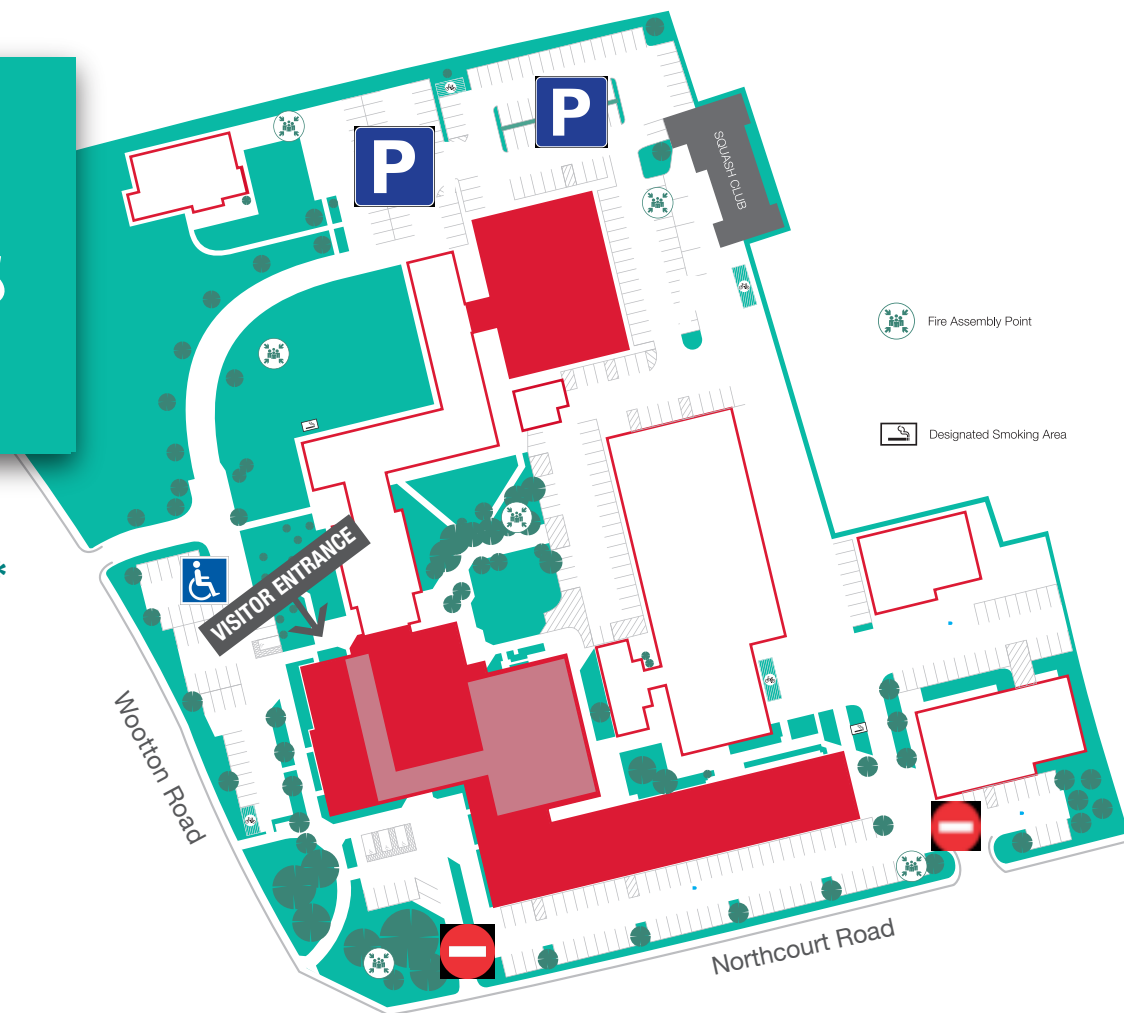 P
P
SQUASH CLUB
Fire Assembly Point
Designated Smoking Area
*
VISITOR ENTRANCE
Wootton Road
Northcourt Road